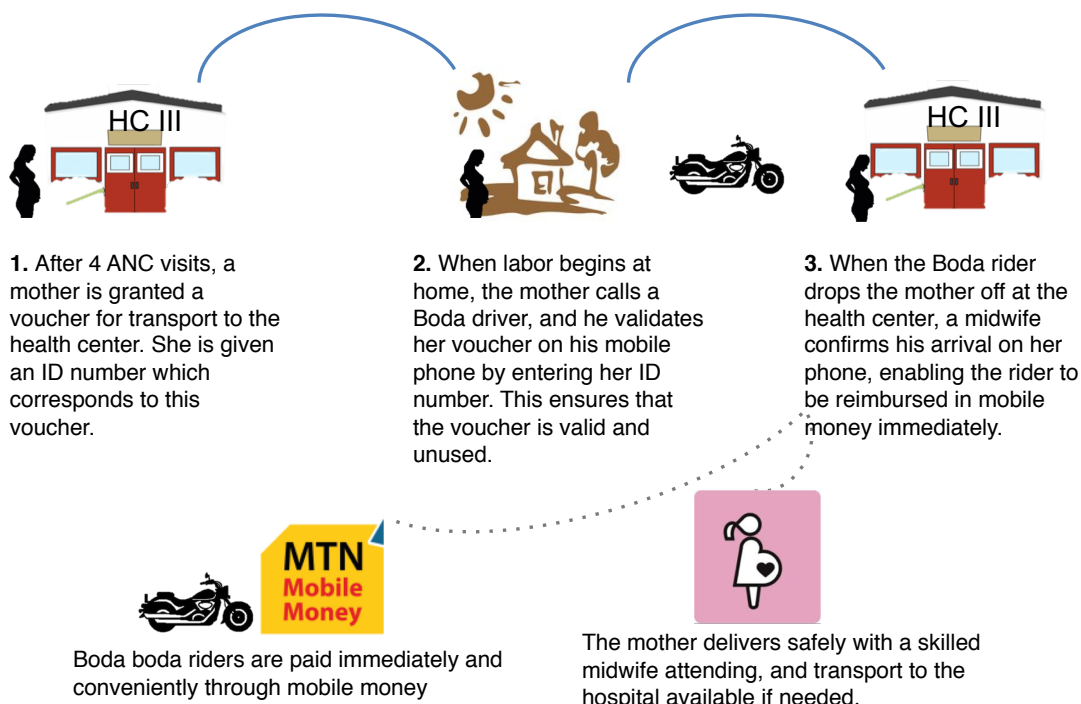 HC III
HC III
1. After 4 ANC visits, a
mother is granted a
voucher for transport to the
health center. She is given
an ID number which
corresponds to this
voucher.
2. When labor begins at
home, the mother calls a
Boda driver, and he validates
her voucher on his mobile
phone by entering her ID
number. This ensures that
the voucher is valid and
unused.
3. When the Boda rider
drops the mother off at the
health center, a midwife
confirms his arrival on her
phone, enabling the rider to
be reimbursed in mobile
money immediately.
MTN
Mobile
Money
Boda boda riders are paid immediately and
conveniently through mobile money
The mother delivers safely with a skilled
midwife attending, and transport to the
hospital available if needed.